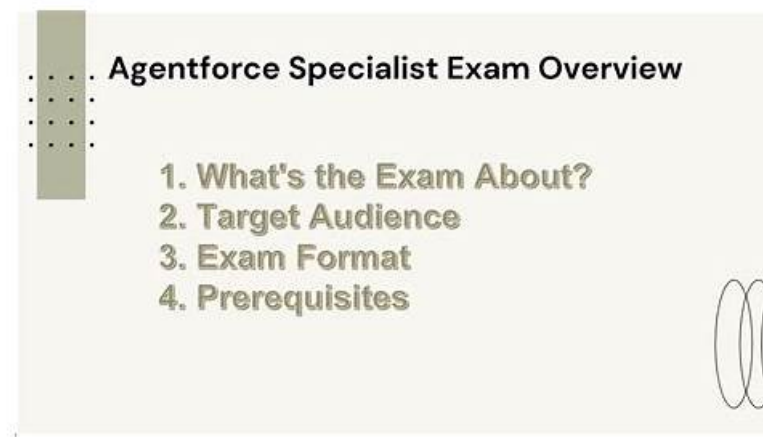 Agentforce Specialist Exam Overview
1. What's the Exam About?
2. Target Audience
3. Exam Format
4. Prerequisites